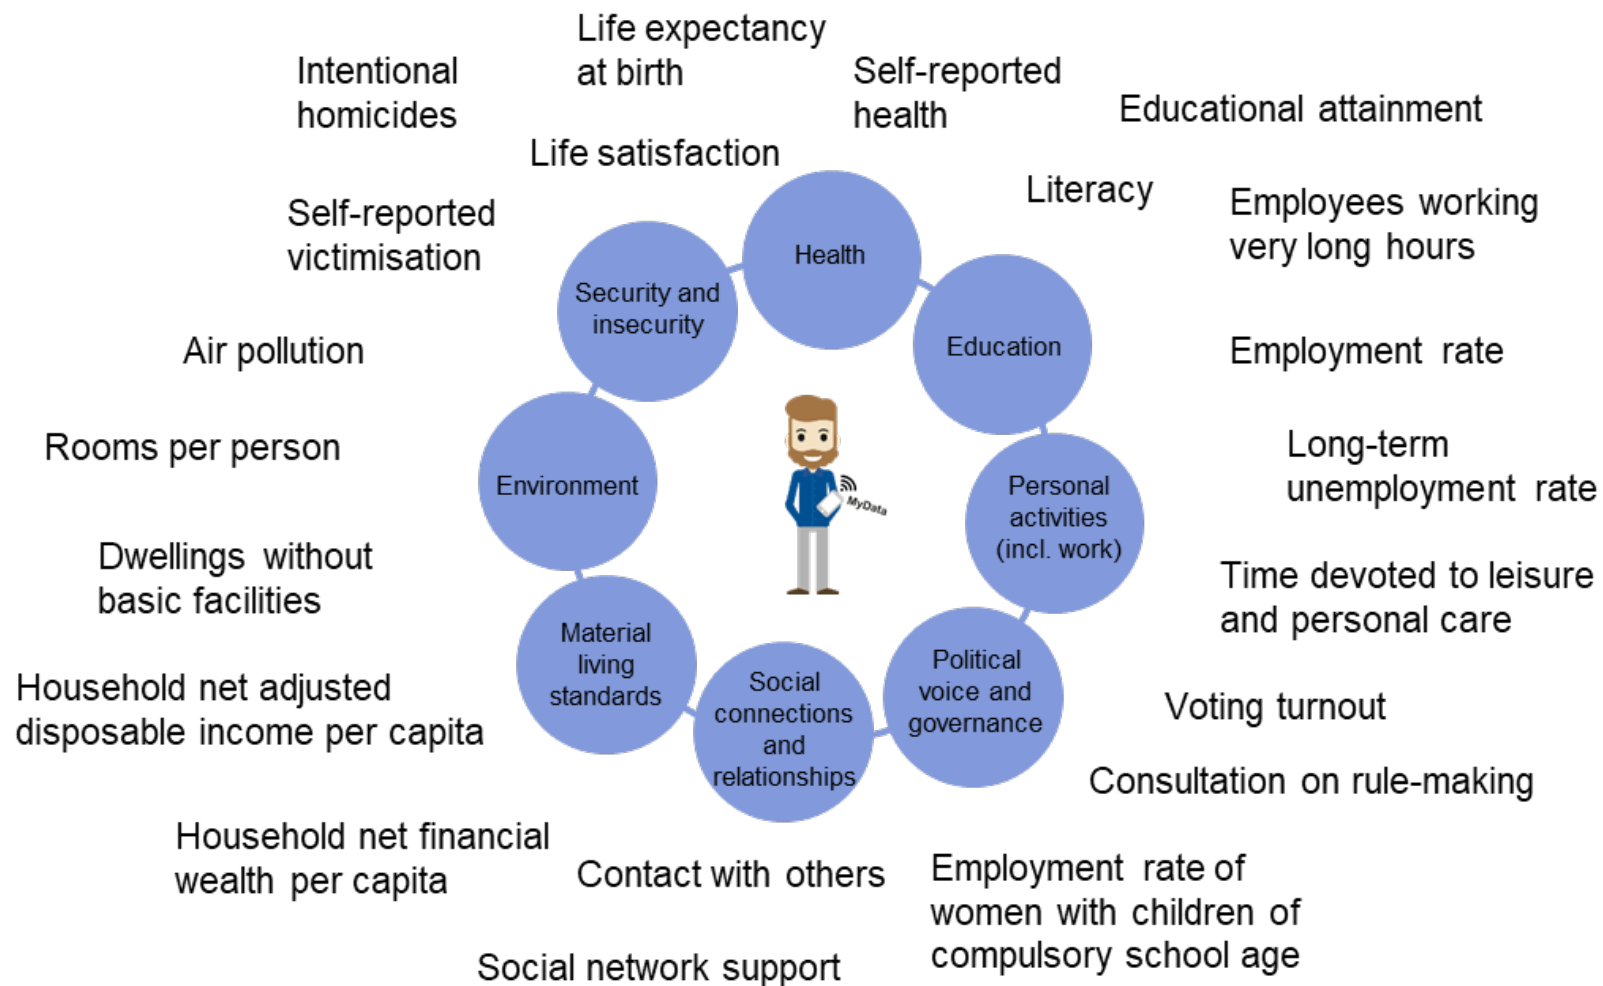 Life expectancy
at birth
Intentional
homicides
Self-reported
health
Educational attainment
Life satisfaction
Literacy
Employees working
very long hours
Self-reported
victimisation
Health
Security and
insecurity
Education
Air pollution
Employment rate
Rooms per person
Long-term
unemployment rate
Environment
MyData
Personal
activities
(incl. work)
Dwellings without
basic facilities
Time devoted to leisure
and personal care
Material
living
standards
Political
voice and
governance
Social
connections
and
relationships
Household net adjusted
disposable income per capita
Voting turnout
Consultation on rule-making
Household net financial
wealth per capita
Contact with others
Employment rate of
women with children of
compulsory school age
Social network support